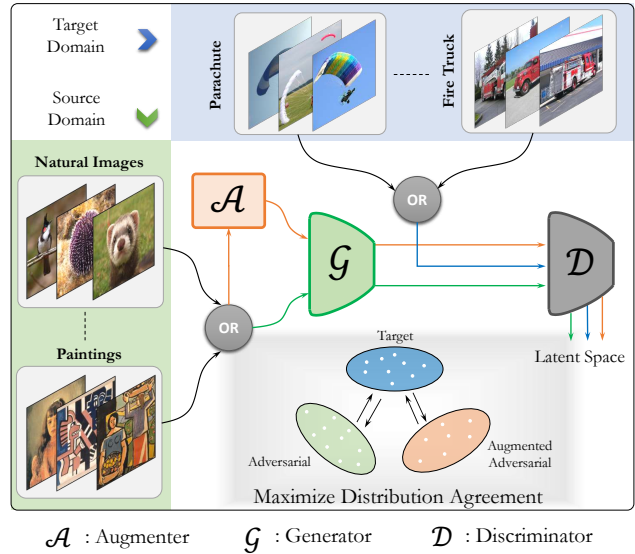 Target
Domain
Source
Domain
Parachute
Fire Truck
Natural Images
Paintings
A
OR
G
OR
D
Latent Space
Target
Adversarial
Augmented
Adversarial
Maximize Distribution Agreement
A : Augmenter
G : Generator
D : Discriminator